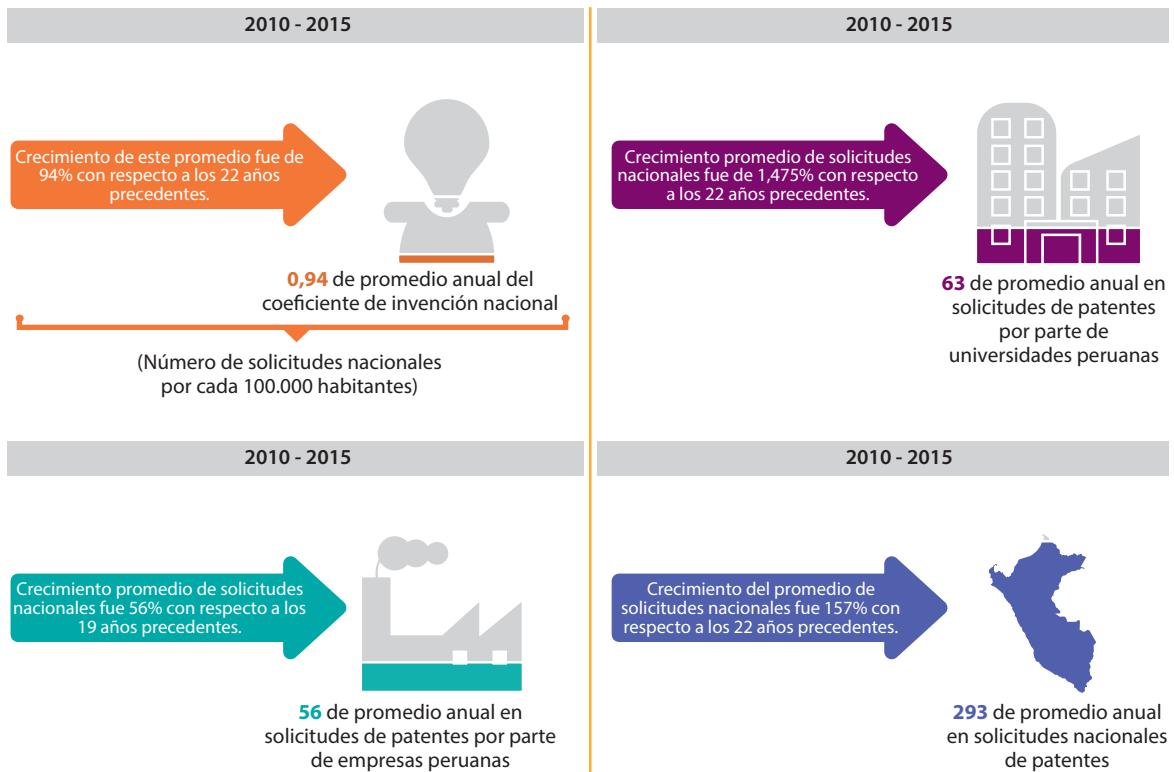 2010 - 2015
Crecimiento de este promedio fue de
94% con respecto a los 22 años
precedentes.
0,94 de promedio anual del
coeficiente de invención nacional
(Número de solicitudes nacionales
por cada 100.000 habitantes)
2010 - 2015
Crecimiento promedio de solicitudes
nacionales fue de 1,475% con respecto
a los 22 años precedentes.
63 de promedio anual en
solicitudes de patentes
por parte de
universidades peruanas
2010 - 2015
Crecimiento promedio de solicitudes
nacionales fue 56% con respecto a los
19 años precedentes.
56 de promedio anual en
solicitudes de patentes por parte
de empresas peruanas
2010 - 2015
Crecimiento del promedio de
solicitudes nacionales fue 157% con
respecto a los 22 años precedentes.
293 de promedio anual
en solicitudes nacionales
de patentes